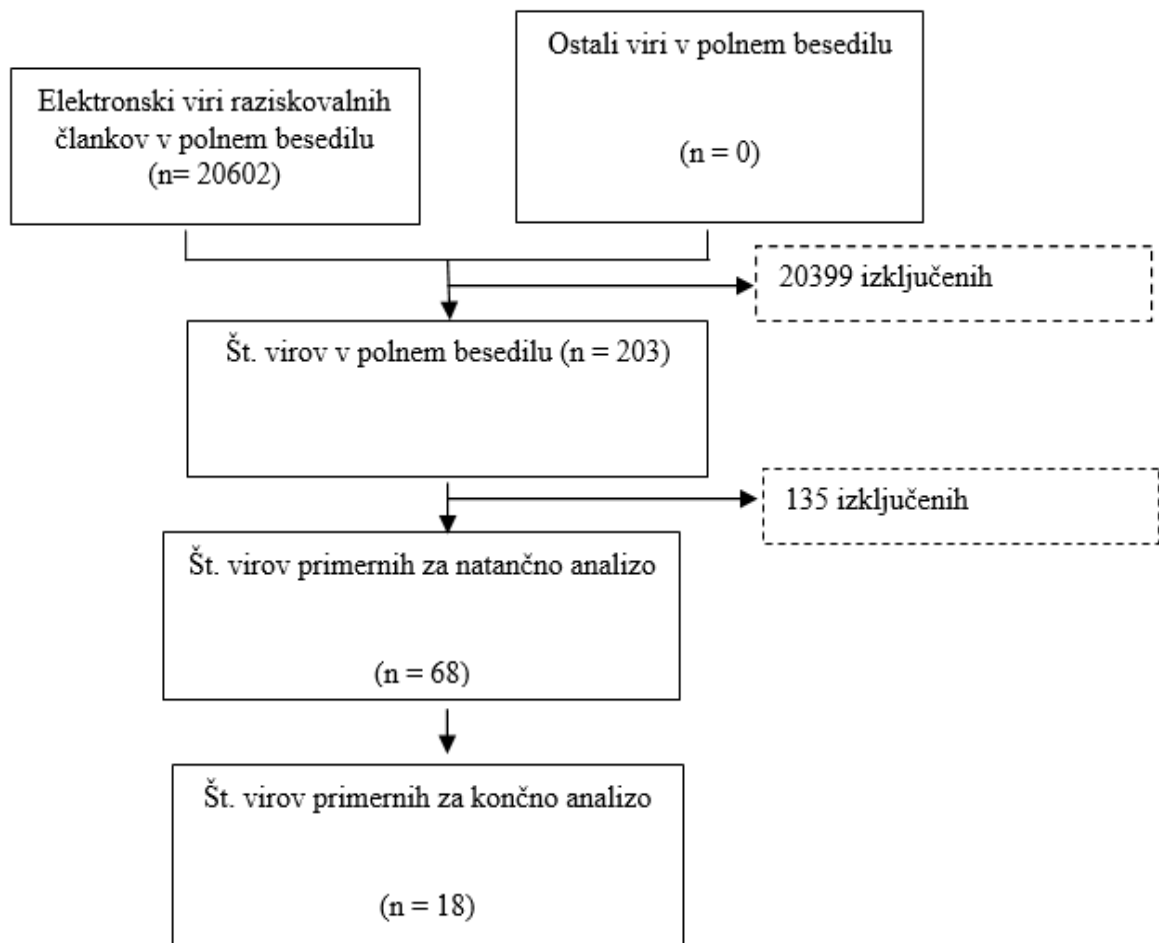 Elektronski viri raziskovalnih
člankov v polnem besedilu
(n= 20602)
Ostali viri v polnem besedilu
(n = 0)
20399 izključenih
Št. virov v polnem besedilu (n = 203)
135 izključenih
Št. virov primernih za natančno analizo
(n = 68)
Št. virov primernih za končno analizo
(n = 18)